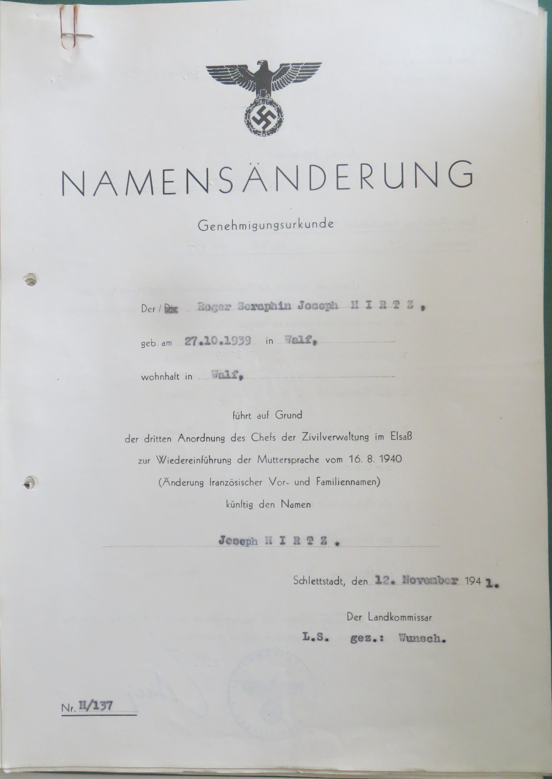 NAMENSÄNDERUNG
Genehmigungsurkunde
Der / Die Roger Seraphin Joseph H I R T Z ,
geb. am 27.10.1939 in Walf,
wohnhaft in Walf,
führt auf Grund
der dritten Anordnung des Chefs der Zivilverwaltung im Elsaß
zur Wiedereinführung der Muttersprache vom 16. 8. 1940
(Änderung französischer Vor- und Familiennamen)
künftig den Namen
Joseph H I R T Z .
Schlettstadt, den 12. November 1941.
Der Landkommissar
L.S. gez.: Wunsch.
Nr. II/137